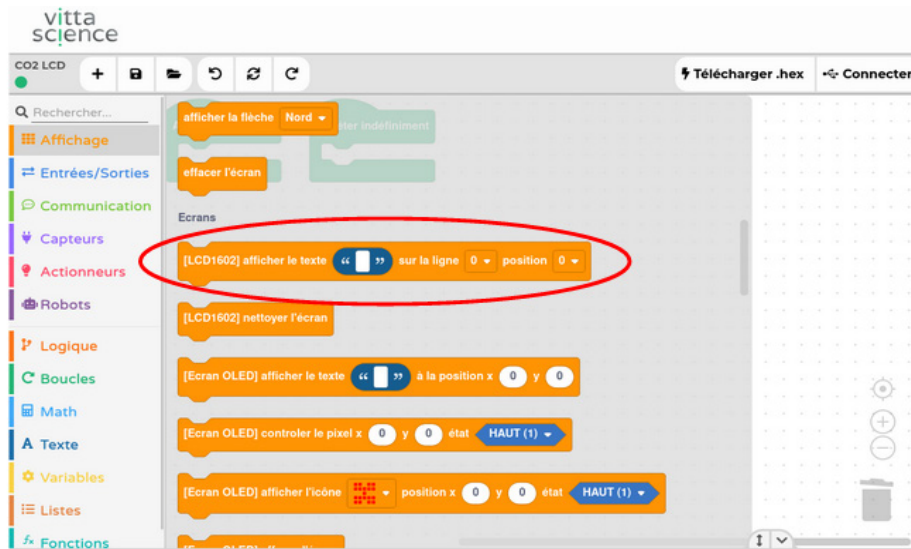 vitta
science
CO2 LCD
Télécharger .hex
Connecter
Rechercher...
Affichage
Entrées/Sorties
Communication
Capteurs
Actionneurs
Robots
Logique
Boucles
Math
Texte
Variables
Listes
Fonctions
afficher la flèche Nord
indéfiniment
effacer l'écran
Ecrans
[LCD1602] afficher le texte “ ” sur la ligne 0 position 0
[LCD1602] nettoyer l'écran
[Ecran OLED] afficher le texte “ ” à la position x 0 y 0
[Ecran OLED] controler le pixel x 0 y 0 état HAUT (1)
[Ecran OLED] afficher l'icône position x 0 y 0 état HAUT (1)